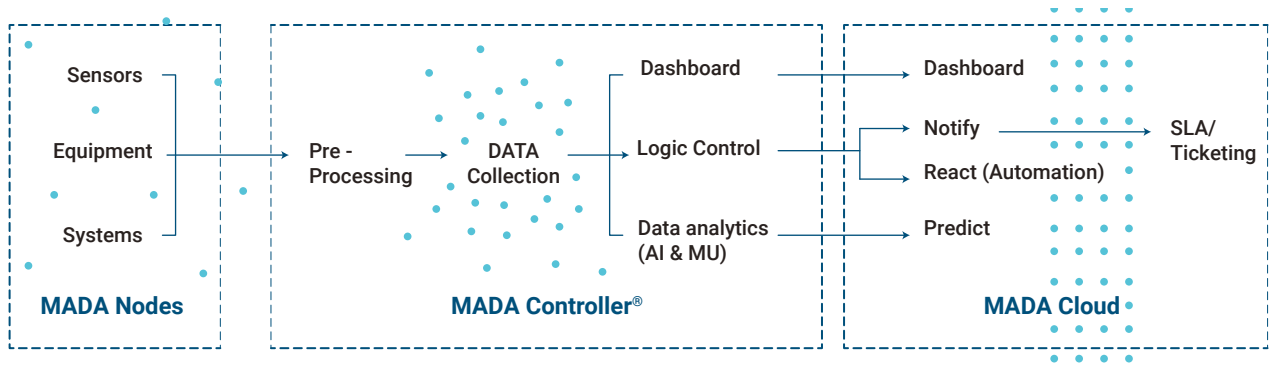 Sensors
Equipment
Systems
MADA Nodes
Pre -
Processing
DATA
Collection
Dashboard
Logic Control
Data analytics
(AI & MU)
MADA Controller®
Dashboard
Notify
React (Automation)
Predict
SLA/
Ticketing
MADA Cloud